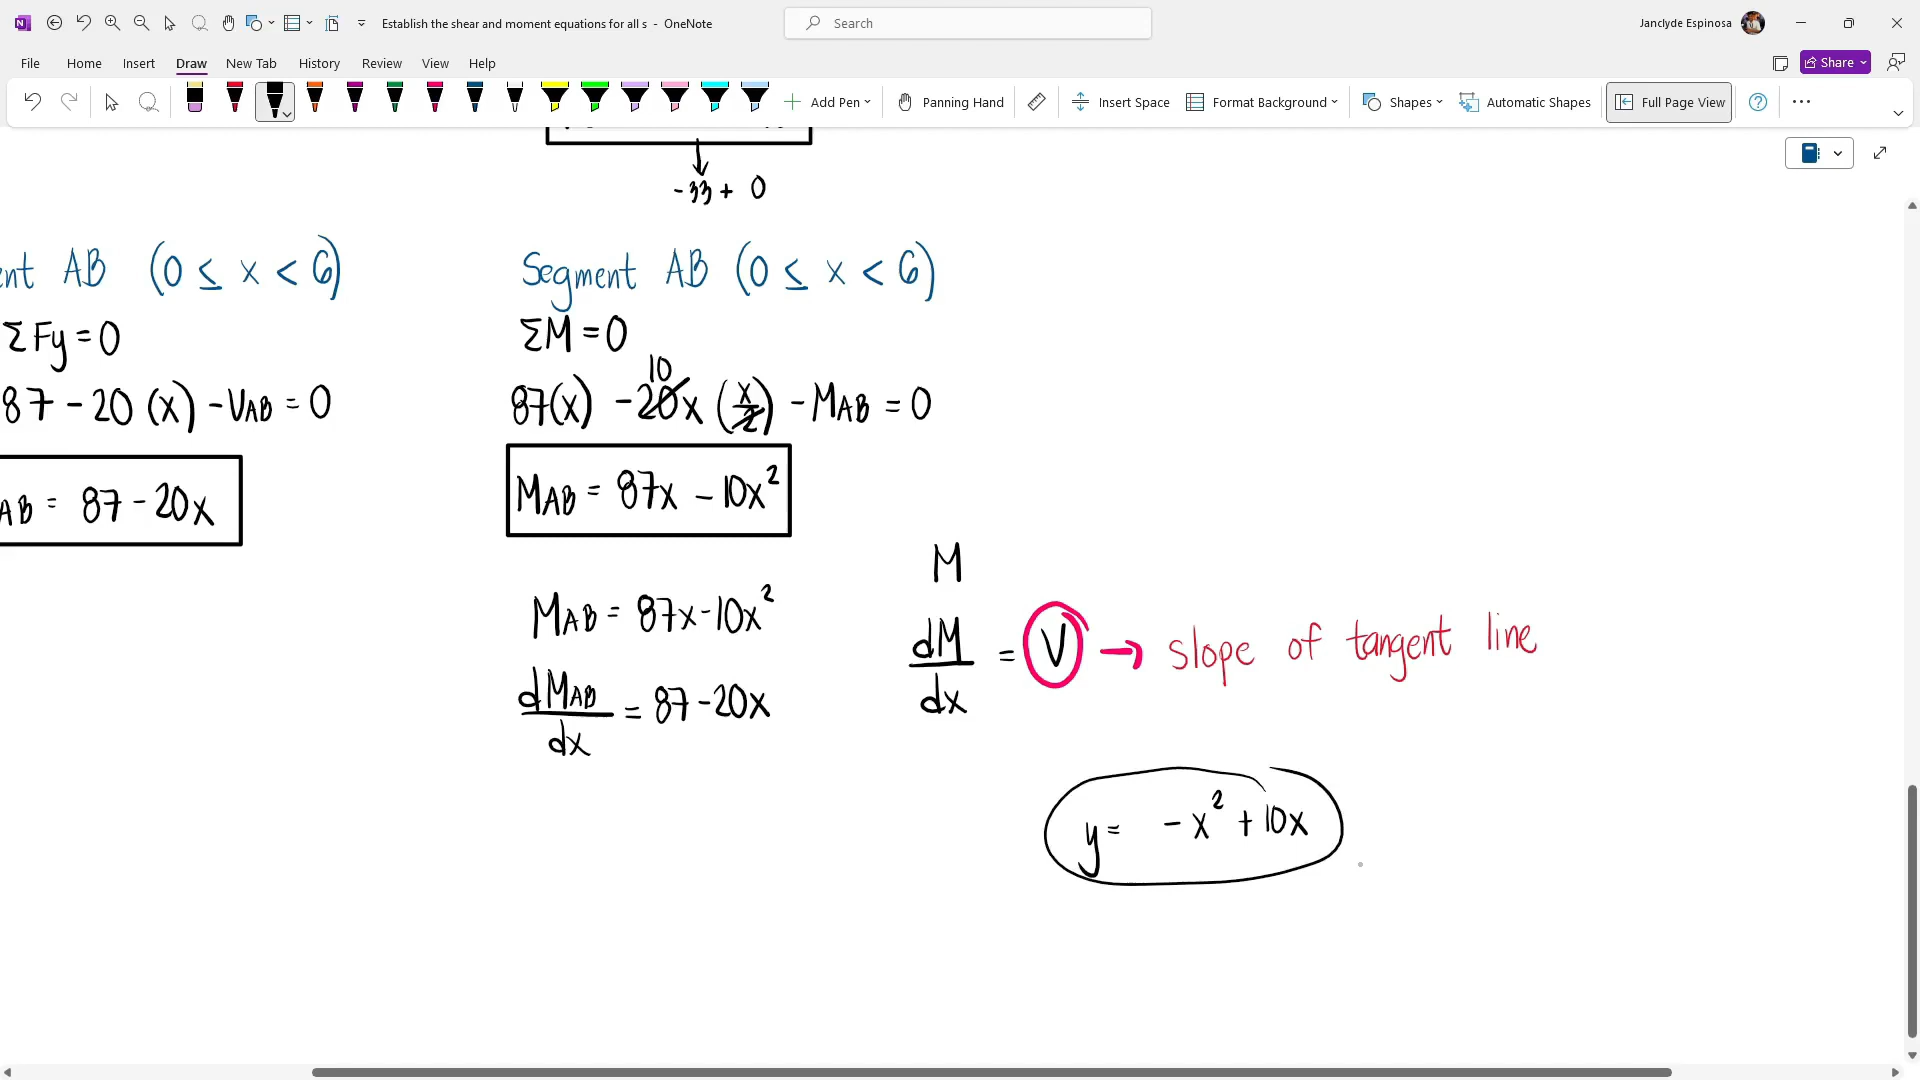 Establish the shear and moment equations for all s - OneNote
Search
Janclyde Espinosa
File Home Insert Draw New Tab History Review View Help
Share
Add Pen Panning Hand Insert Space Format Background Shapes Automatic Shapes Full Page View
-33 + 0
ent AB (0 ≤ x < 6)
ΣFy = 0
87 - 20 (x) - VAB = 0
AB = 87 - 20x
Segment AB (0 ≤ x < 6)
ΣM = 0
10
87(x) - 20x (x/2) - MAB = 0
MAB = 87x - 10x²
MAB = 87x - 10x²
dMAB/dx = 87 - 20x
M
dM/dx = V → slope of tangent line
y = - x² + 10x